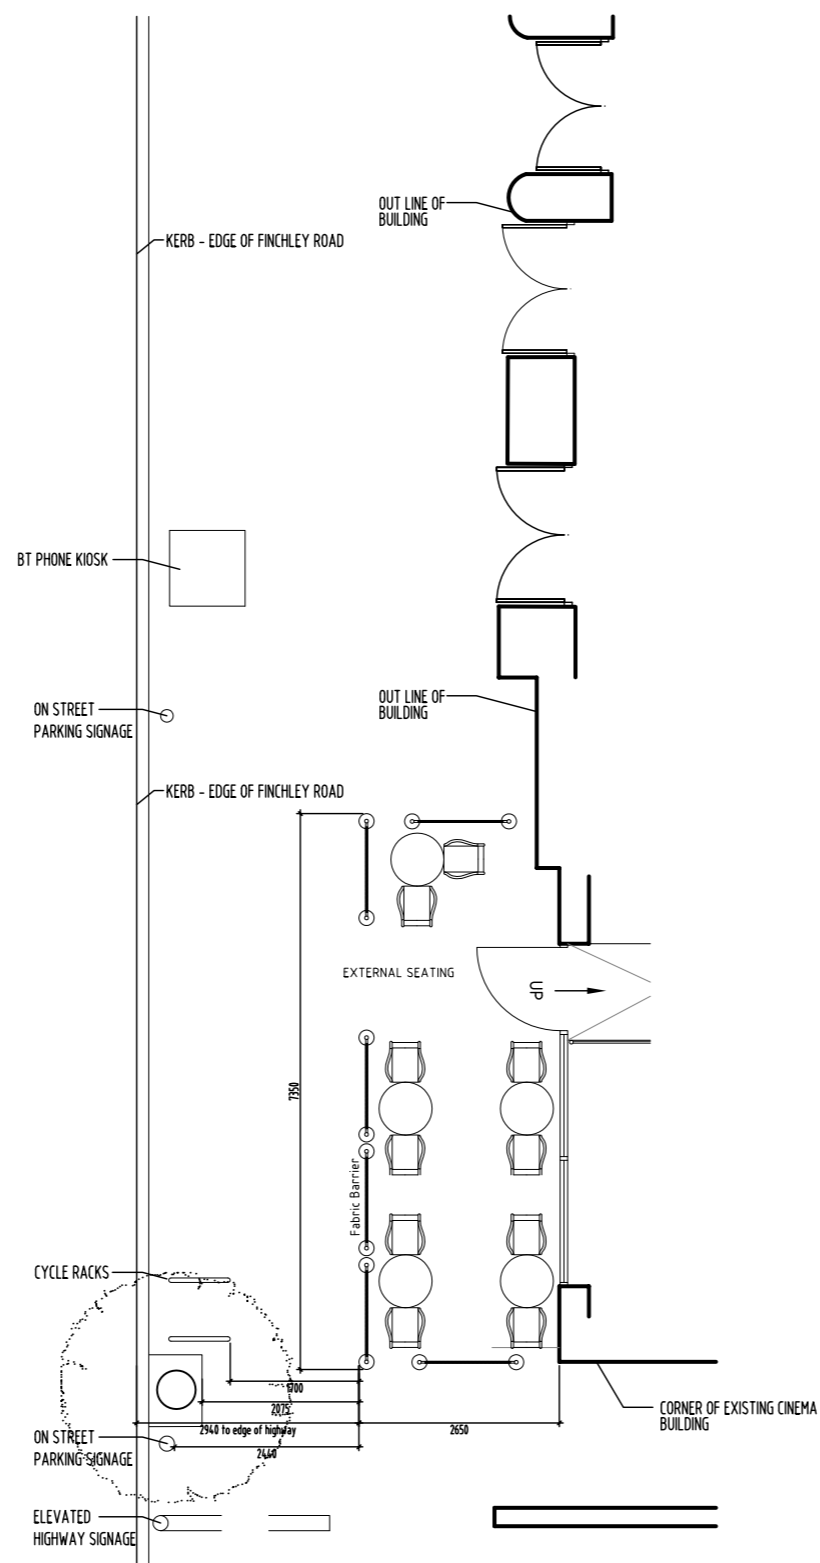 OUT LINE OF
BUILDING
KERB - EDGE OF FINCHLEY ROAD
BT PHONE KIOSK
ON STREET
PARKING SIGNAGE
OUT LINE OF
BUILDING
KERB - EDGE OF FINCHLEY ROAD
EXTERNAL SEATING
UP
7350
Fabric Barrier
CYCLE RACKS
1700
2075
2940 to edge of highway
2650
2440
CORNER OF EXISTING CINEMA
BUILDING
ON STREET
PARKING SIGNAGE
ELEVATED
HIGHWAY SIGNAGE